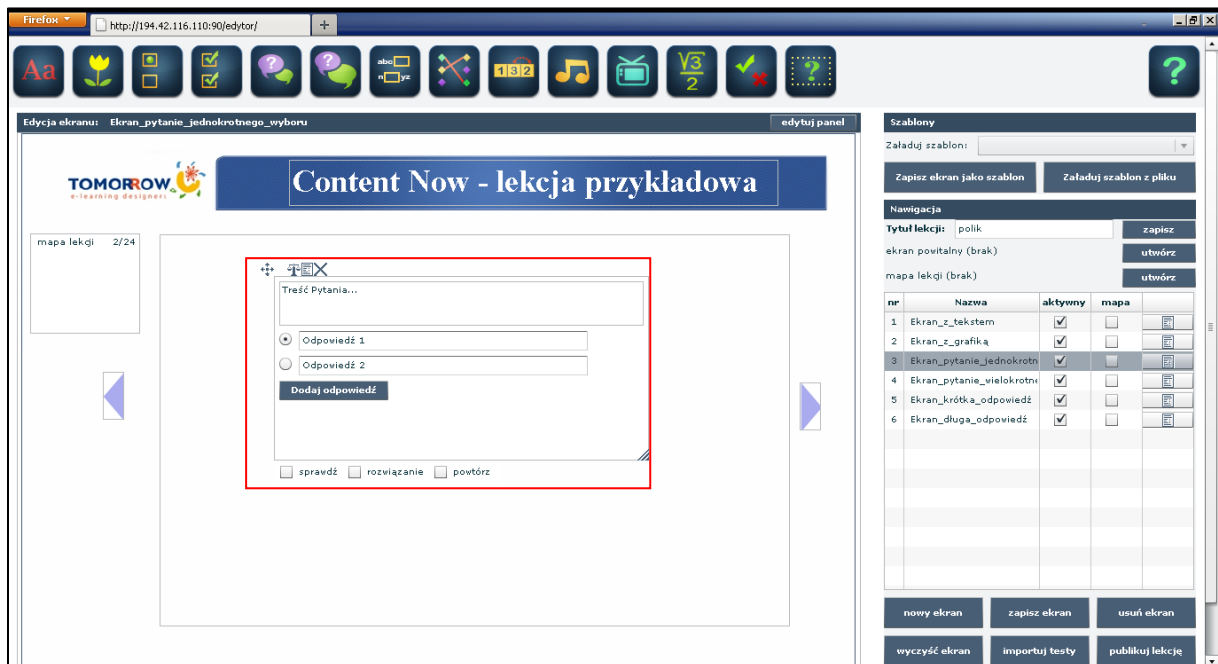 Firefox
http://194.42.116.110:90/edytor/
+
Aa
abc
n yz
1 3 2
√3
2
?
?
Edycja ekranu: Ekran_pytanie_jednokrotnego_wyboru
edytuj panel
TOMORROW
e-learning designers
Content Now - lekcja przykładowa
mapa lekcji 2/24
Treść Pytania...
Odpowiedź 1
Odpowiedź 2
Dodaj odpowiedź
sprawdź rozwiązanie powtórz
Szablony
Załaduj szablon:
Zapisz ekran jako szablon Załaduj szablon z pliku
Nawigacja
Tytuł lekcji: polik zapisz
ekran powitalny (brak) utwórz
mapa lekcji (brak) utwórz
nr Nazwa aktywny mapa
1 Ekran_z_tekstem
2 Ekran_z_grafiką
3 Ekran_pytanie_jednokrotn
4 Ekran_pytanie_wielokrotne
5 Ekran_krótka_odpowiedź
6 Ekran_długa_odpowiedź
nowy ekran zapisz ekran usuń ekran
wyczyść ekran importuj testy publikuj lekcję